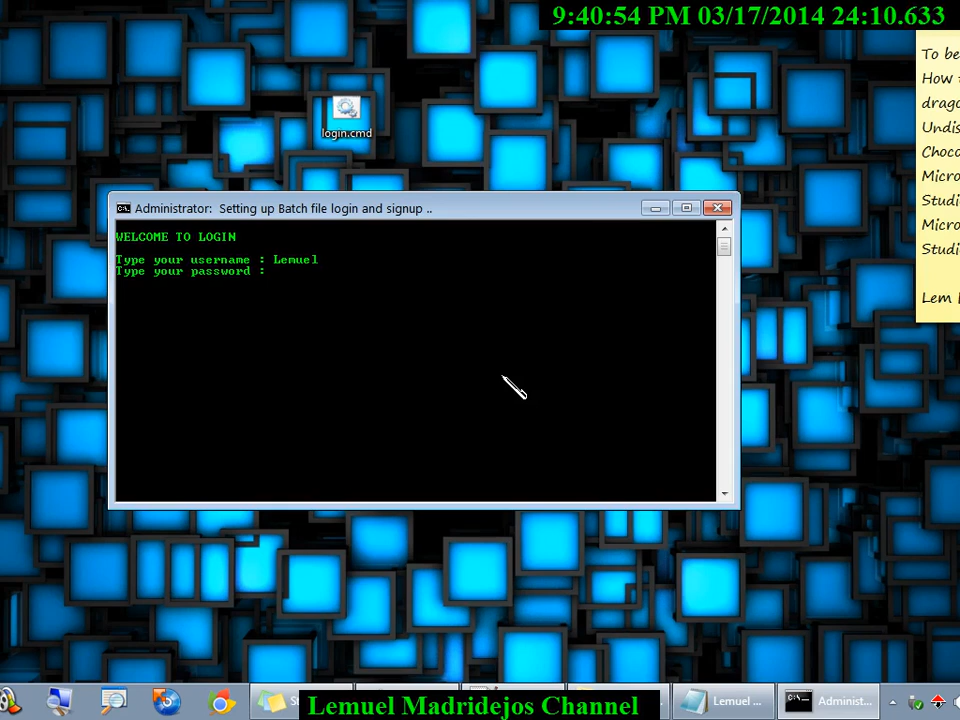 9:40:54 PM 03/17/2014 24:10.633
To be
How
drago
Undis
Choco
Micro
Studi
Micro
Studi
Lem
login.cmd
Administrator: Setting up Batch file login and signup ..
WELCOME TO LOGIN
Type your username : Lemuel
Type your password :
Lemuel Madridejos Channel
Lemuel ...
Administ...